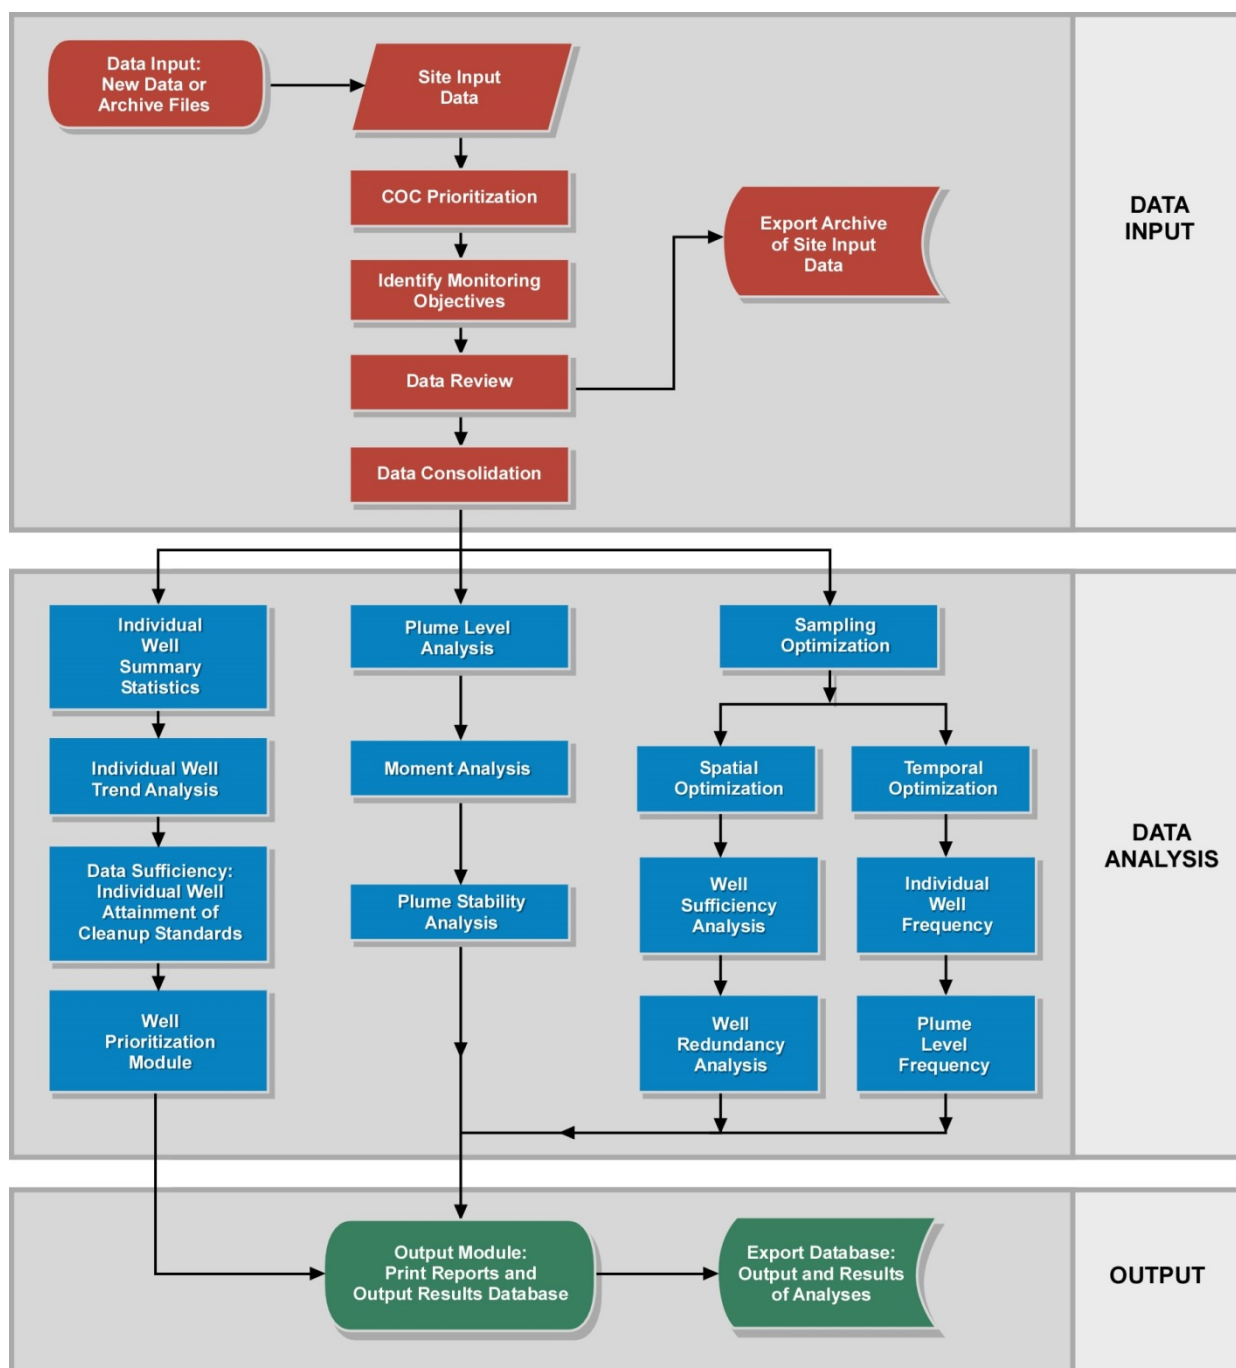 Data Input:
New Data or
Archive Files
Site Input
Data
COC Prioritization
Identify Monitoring
Objectives
Data Review
Data Consolidation
Export Archive
of Site Input
Data
DATA
INPUT
Individual
Well
Summary
Statistics
Individual Well
Trend Analysis
Data Sufficiency:
Individual Well
Attainment of
Cleanup Standards
Well
Prioritization
Module
Plume Level
Analysis
Moment Analysis
Plume Stability
Analysis
Sampling
Optimization
Spatial
Optimization
Well
Sufficiency
Analysis
Well
Redundancy
Analysis
Temporal
Optimization
Individual
Well
Frequency
Plume
Level
Frequency
DATA
ANALYSIS
Output Module:
Print Reports and
Output Results Database
Export Database:
Output and Results
of Analyses
OUTPUT